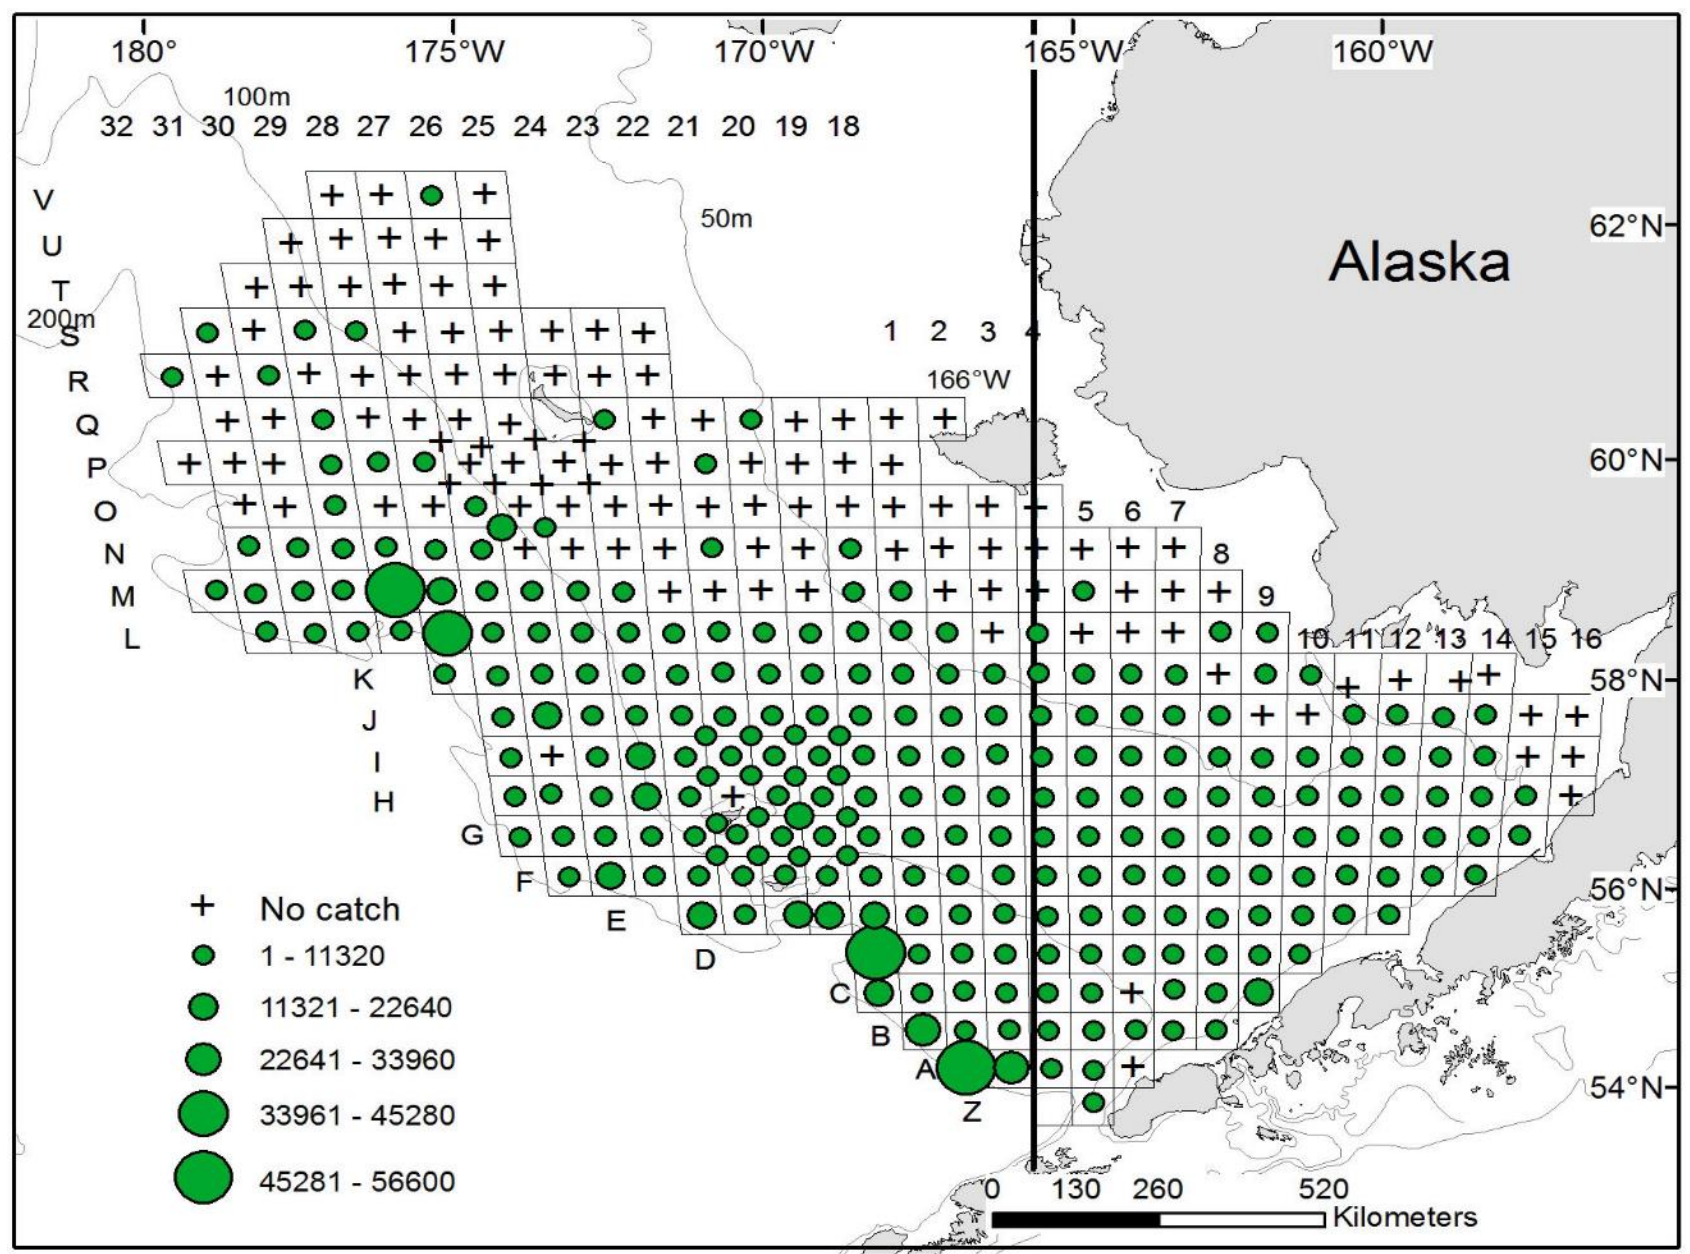 180° 175°W 170°W 165°W 160°W
100m
32 31 30 29 28 27 26 25 24 23 22 21 20 19 18
V
50m
62°N
U
Alaska
T
200m
S
1 2 3 4
R
166°W
Q
P
60°N
O
5 6 7
N
8
M
9
L
10 11 12 13 14 15 16
K
58°N
J
I
H
G
F
56°N
E
D
C
B
A
Z
54°N
No catch
1 - 11320
11321 - 22640
22641 - 33960
33961 - 45280
45281 - 56600
0 130 260 520
Kilometers